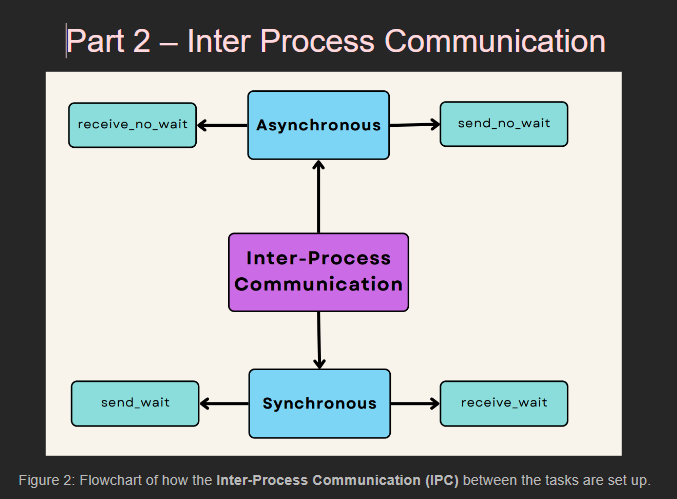 Part 2 – Inter Process Communication
receive_no_wait
Asynchronous
send_no_wait
Inter-Process
Communication
send_wait
Synchronous
receive_wait
Figure 2: Flowchart of how the Inter-Process Communication (IPC) between the tasks are set up.